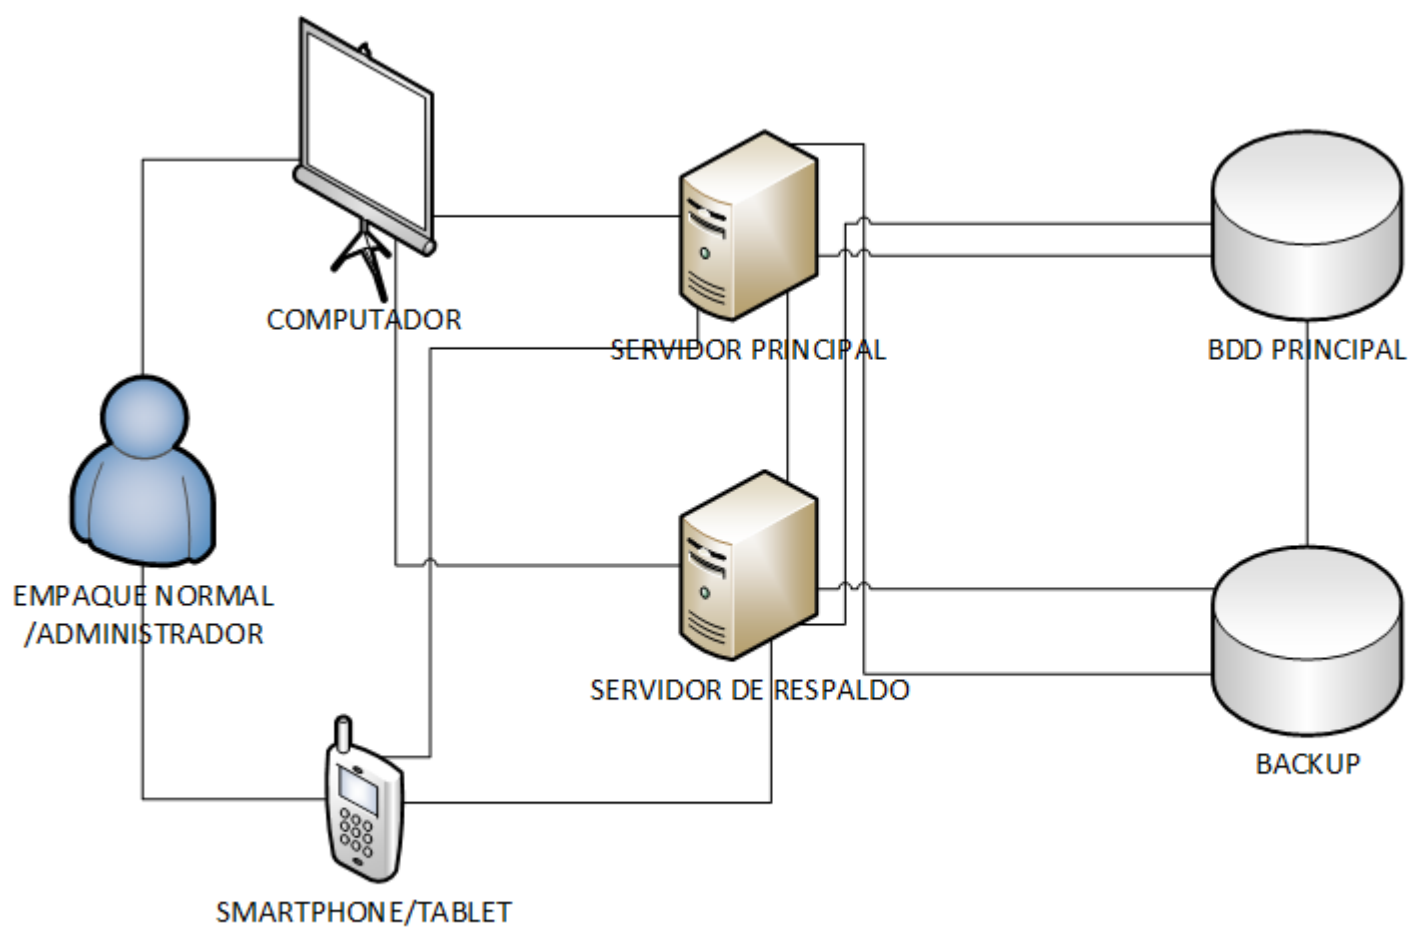 COMPUTADOR
SERVIDOR PRINCIPAL
BDD PRINCIPAL
EMPAQUE NORMAL
/ADMINISTRADOR
SERVIDOR DE RESPALDO
BACKUP
SMARTPHONE/TABLET